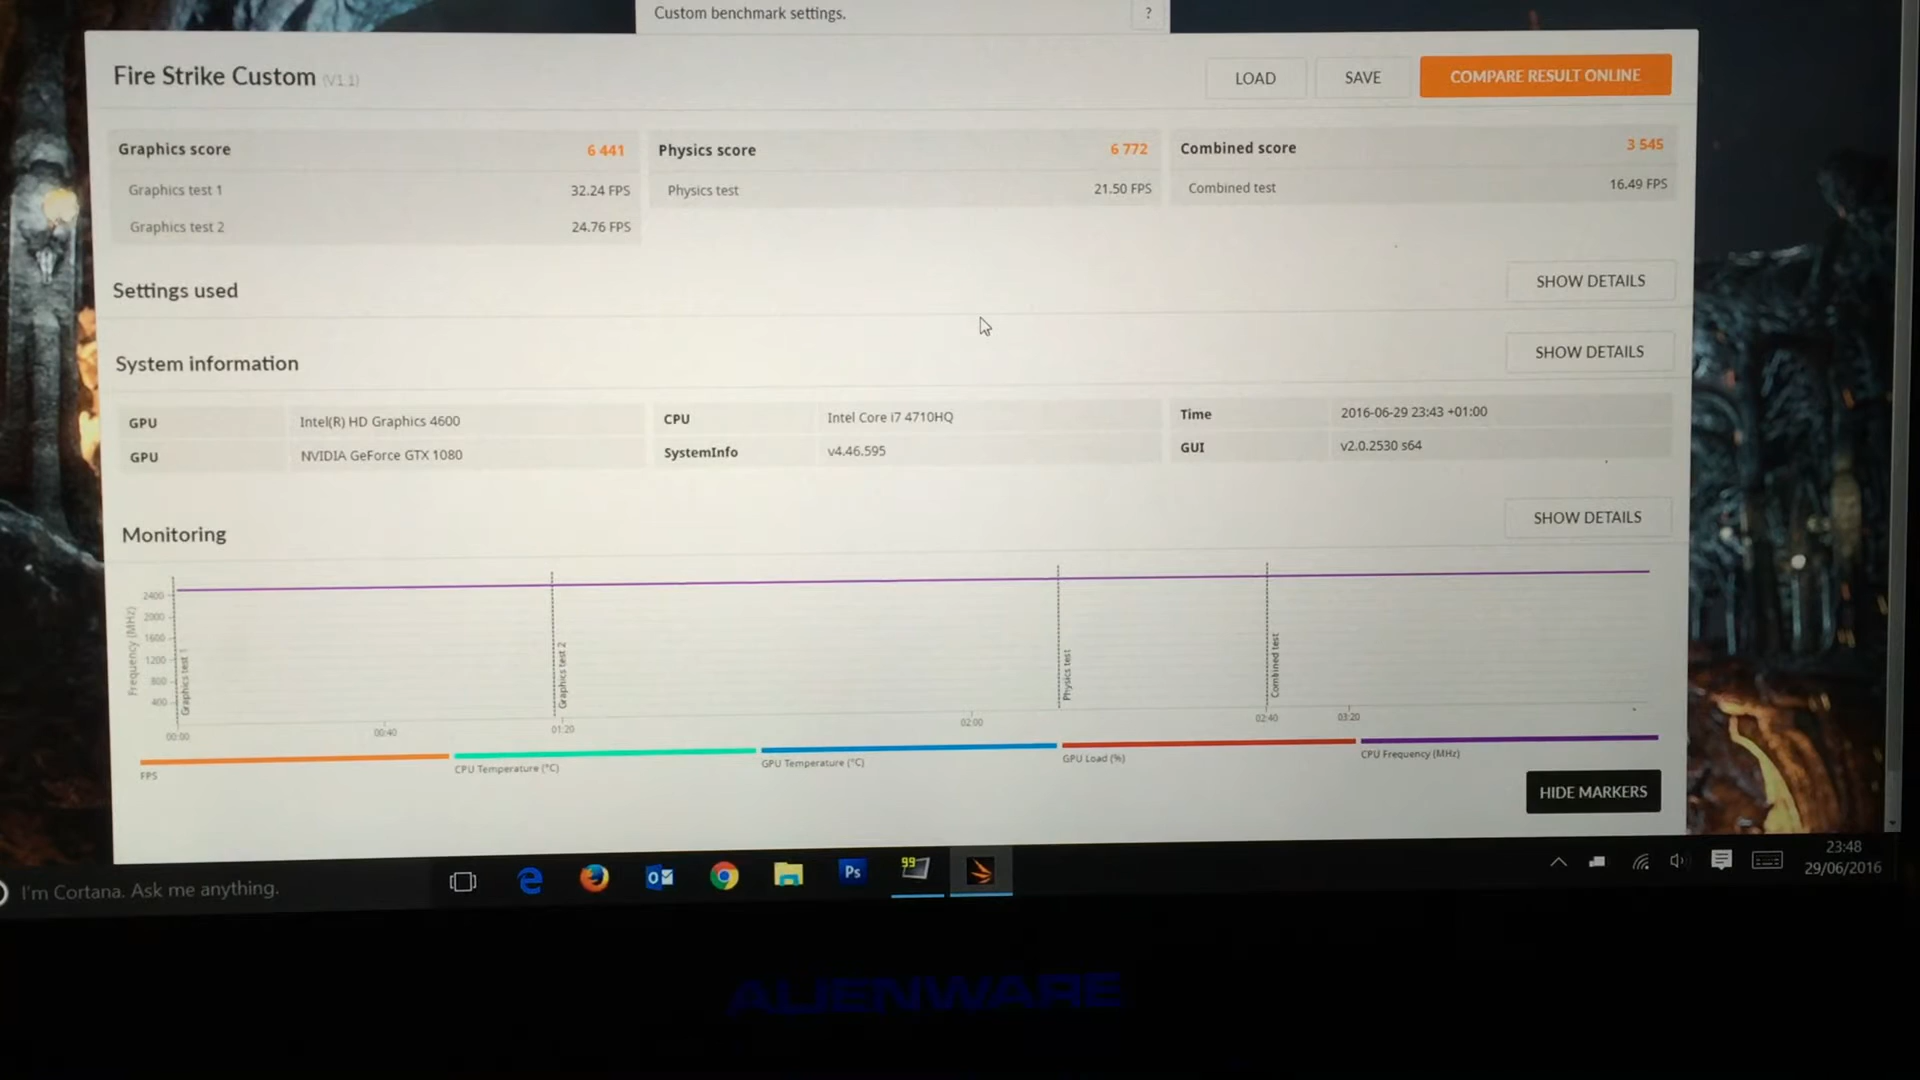 Custom benchmark settings. ?
Fire Strike Custom (V1.1) LOAD SAVE COMPARE RESULT ONLINE
Graphics score 6 441 Physics score 6 772 Combined score 3 545
Graphics test 1 32.24 FPS Physics test 21.50 FPS Combined test 16.49 FPS
Graphics test 2 24.76 FPS
Settings used SHOW DETAILS
System information SHOW DETAILS
GPU Intel(R) HD Graphics 4600 CPU Intel Core i7 4710HQ Time 2016-06-29 23:43 +01:00
GPU NVIDIA GeForce GTX 1080 SystemInfo v4.46.595 GUI v2.0.2530 s64
Monitoring SHOW DETAILS
Frequency (MHz)
2400
2000
1600
1200
800
400
Graphics test 1 Graphics test 2 Physics test Combined test
00:00 00:40 01:20 02:00 02:40 03:20
FPS CPU Temperature (°C) GPU Temperature (°C) GPU Load (%) CPU Frequency (MHz)
HIDE MARKERS
I'm Cortana. Ask me anything. Ps 99 23:48
29/06/2016
ALIENWARE